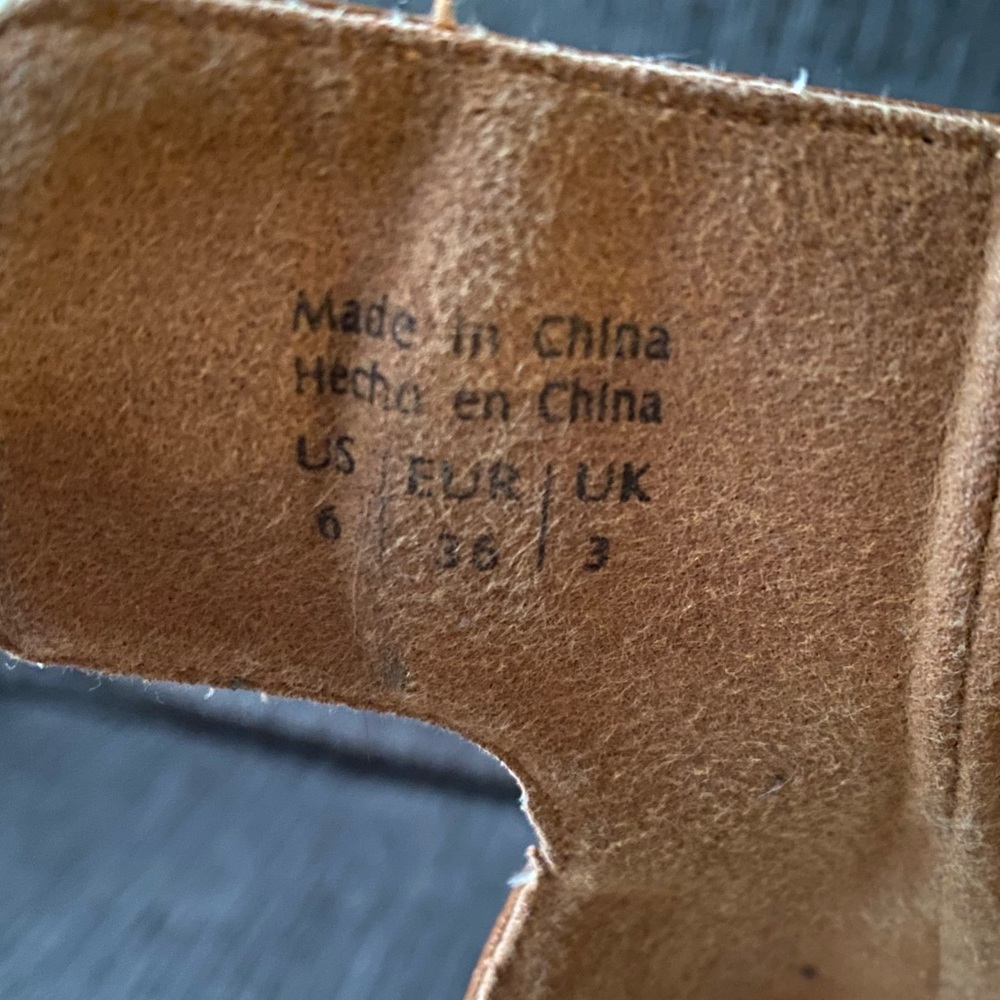 Made in China
Hecho en China
US | EUR | UK
6 | 36 | 3